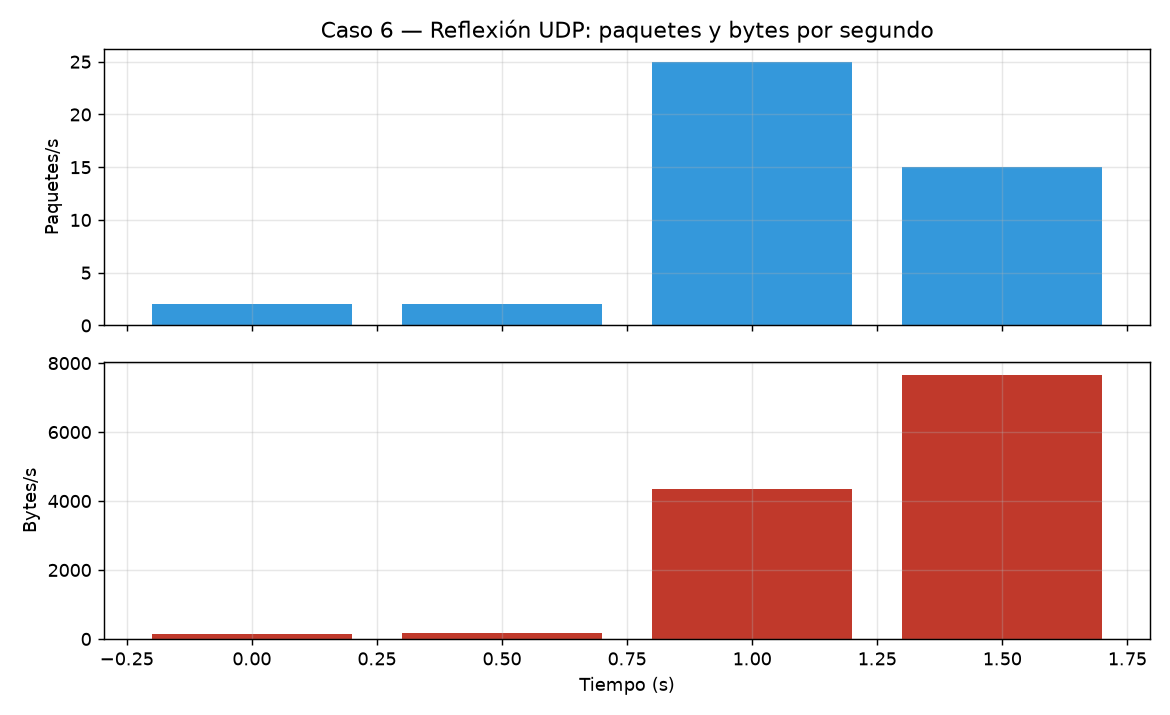 Caso 6 — Reflexión UDP: paquetes y bytes por segundo
25
20
15
10
5
0
Paquetes/s
8000
6000
4000
2000
0
Bytes/s
−0.25 0.00 0.25 0.50 0.75 1.00 1.25 1.50 1.75
Tiempo (s)